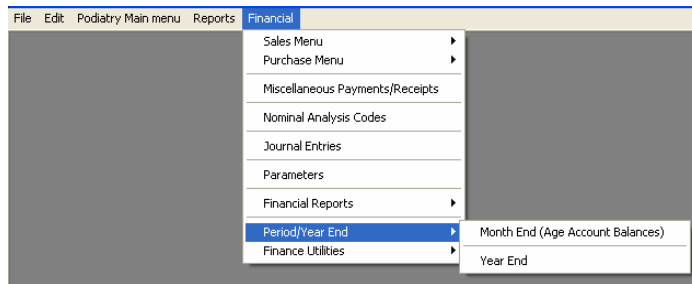 File Edit Podiatry Main menu Reports Financial
Sales Menu
Purchase Menu
Miscellaneous Payments/Receipts
Nominal Analysis Codes
Journal Entries
Parameters
Financial Reports
Period/Year End
Month End (Age Account Balances)
Finance Utilities
Year End